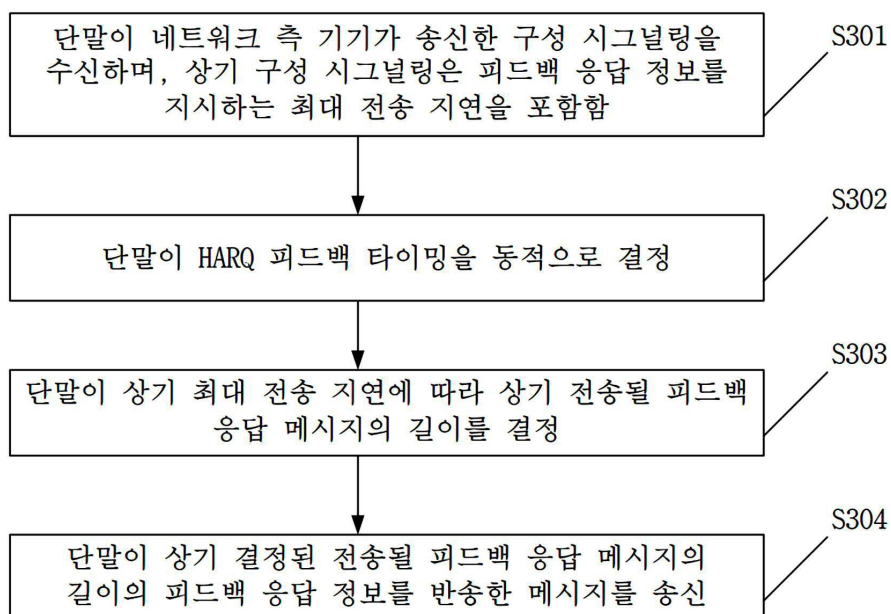 단말이 네트워크 측 기기가 송신한 구성 시그널링을
수신하며, 상기 구성 시그널링은 피드백 응답 정보를
지시하는 최대 전송 지연을 포함함
S301
단말이 HARQ 피드백 타이밍을 동적으로 결정
S302
단말이 상기 최대 전송 지연에 따라 상기 전송될 피드백
응답 메시지의 길이를 결정
S303
단말이 상기 결정된 전송될 피드백 응답 메시지의
길이의 피드백 응답 정보를 반송한 메시지를 송신
S304